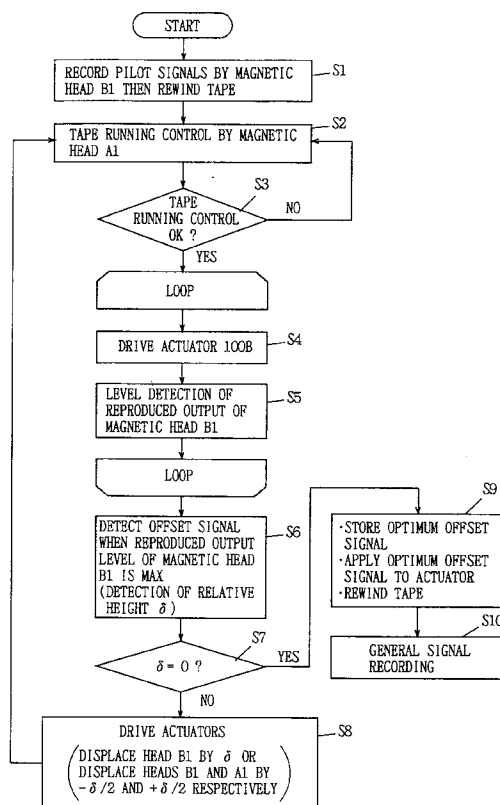 START
RECORD PILOT SIGNALS BY MAGNETIC
HEAD B1 THEN REWIND TAPE
S1
TAPE RUNNING CONTROL BY MAGNETIC
HEAD A1
S2
TAPE
RUNNING CONTROL
OK ?
S3
NO
YES
LOOP
DRIVE ACTUATOR 100B
S4
LEVEL DETECTION OF
REPRODUCED OUTPUT OF
MAGNETIC HEAD B1
S5
LOOP
DETECT OFFSET SIGNAL
WHEN REPRODUCED OUTPUT
LEVEL OF MAGNETIC HEAD
B1 IS MAX
(DETECTION OF RELATIVE
HEIGHT δ )
S6
δ = 0 ?
S7
YES
NO
DRIVE ACTUATORS
(DISPLACE HEAD B1 BY δ OR
DISPLACE HEADS B1 AND A1 BY
-δ/2 AND +δ/2 RESPECTIVELY)
S8
S9
·STORE OPTIMUM OFFSET
SIGNAL
·APPLY OPTIMUM OFFSET
SIGNAL TO ACTUATOR
·REWIND TAPE
S10
GENERAL SIGNAL
RECORDING